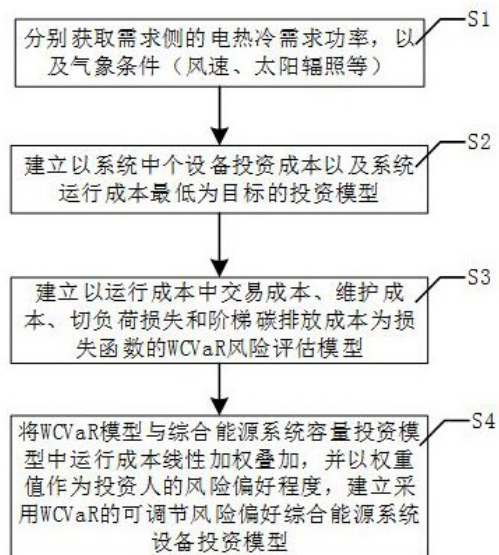 S1
分别获取需求侧的电热冷需求功率，以
及气象条件（风速、太阳辐照等）
S2
建立以系统中个设备投资成本以及系统
运行成本最低为目标的投资模型
S3
建立以运行成本中交易成本、维护成
本、切负荷损失和阶梯碳排放成本为损
失函数的WCVaR风险评估模型
S4
将WCVaR模型与综合能源系统容量投资模
型中运行成本线性加权叠加，并以权重
值作为投资人的风险偏好程度，建立采
用WCVaR的可调节风险偏好综合能源系统
设备投资模型